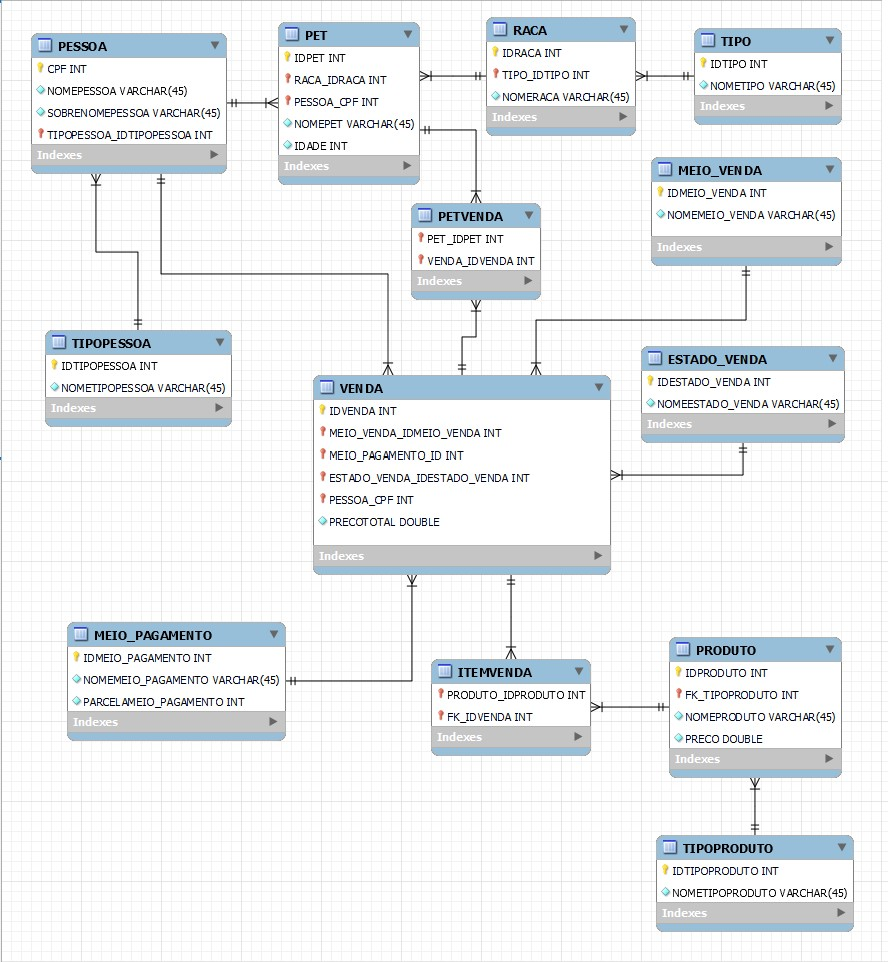 PESSOA
CPF INT
NOMEPESSOA VARCHAR(45)
SOBRENOMEPESSOA VARCHAR(45)
TIPOPESSOA_IDTIPOPESSOA INT
Indexes
PET
IDPET INT
RACA_IDRACA INT
PESSOA_CPF INT
NOMEPET VARCHAR(45)
IDADE INT
Indexes
RACA
IDRACA INT
TIPO_IDTIPO INT
NOMERACA VARCHAR(45)
Indexes
TIPO
IDTIPO INT
NOMETIPO VARCHAR(45)
Indexes
MEIO_VENDA
IDMEIO_VENDA INT
NOMEMEIO_VENDA VARCHAR(45)
Indexes
PETVENDA
PET_IDPET INT
VENDA_IDVENDA INT
Indexes
TIPOPESSOA
IDTIPOPESSOA INT
NOMETIPOPESSOA VARCHAR(45)
Indexes
ESTADO_VENDA
IDESTADO_VENDA INT
NOMEESTADO_VENDA VARCHAR(45)
Indexes
VENDA
IDVENDA INT
MEIO_VENDA_IDMEIO_VENDA INT
MEIO_PAGAMENTO_ID INT
ESTADO_VENDA_IDESTADO_VENDA INT
PESSOA_CPF INT
PRECOTOTAL DOUBLE
Indexes
MEIO_PAGAMENTO
IDMEIO_PAGAMENTO INT
NOMEMEIO_PAGAMENTO VARCHAR(45)
PARCELAMEIO_PAGAMENTO INT
Indexes
ITEMVENDA
PRODUTO_IDPRODUTO INT
FK_IDVENDA INT
Indexes
PRODUTO
IDPRODUTO INT
FK_TIPOPRODUTO INT
NOMEPRODUTO VARCHAR(45)
PRECO DOUBLE
Indexes
TIPOPRODUTO
IDTIPOPRODUTO INT
NOMETIPOPRODUTO VARCHAR(45)
Indexes